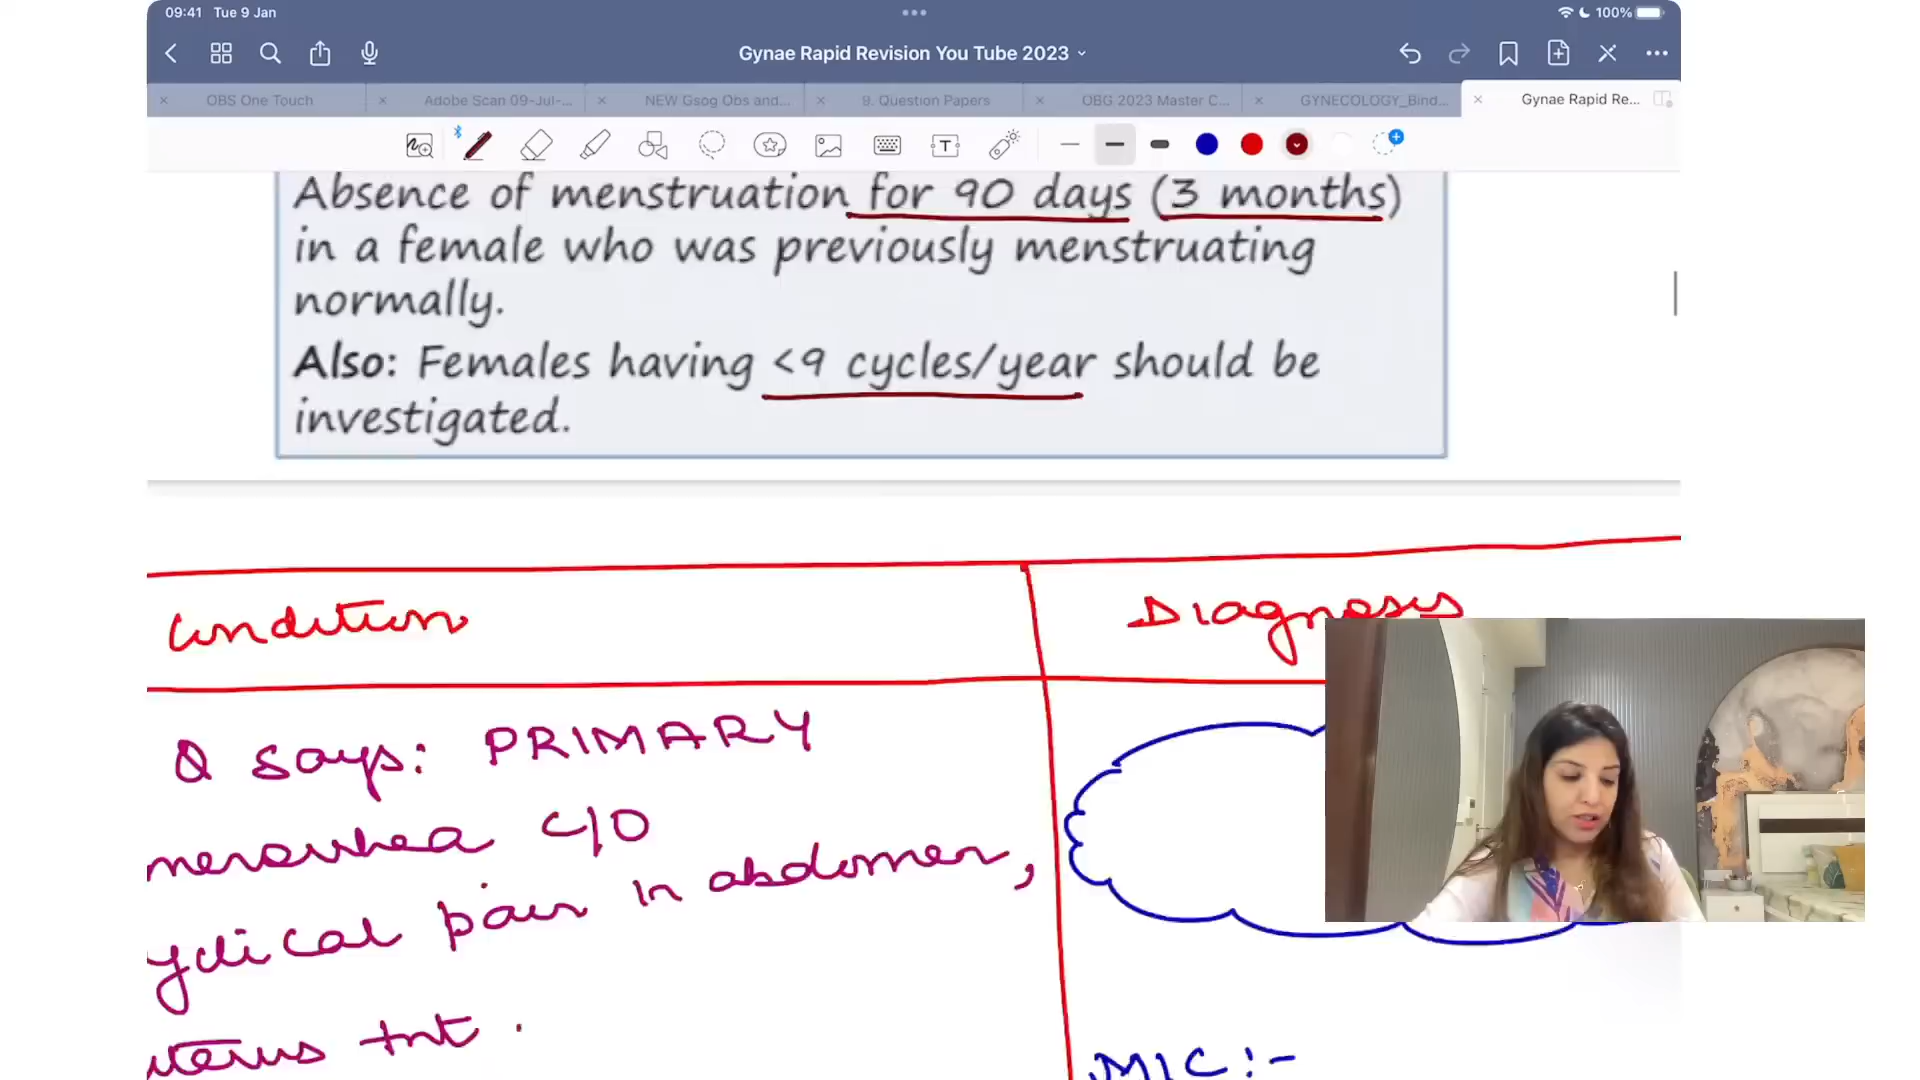 09:41 Tue 9 Jan
100%
Gynae Rapid Revision You Tube 2023
OBS One Touch
Adobe Scan 09-Jul-...
NEW Gsog Obs and...
9. Question Papers
OBG 2023 Master C...
GYNECOLOGY_Bind...
Gynae Rapid Re...
T
Absence of menstruation for 90 days (3 months)
in a female who was previously menstruating
normally.
Also: Females having <9 cycles/year should be
investigated.
Condition
Diagnosis
Q says: PRIMARY
menorrhea C/O
yclical pain in abdomen,
uterus +nt.
MIC:-